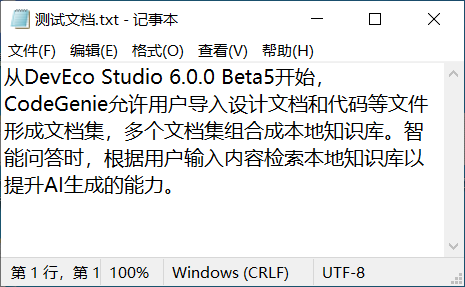 测试文档.txt - 记事本
文件(F) 编辑(E) 格式(O) 查看(V) 帮助(H)
从DevEco Studio 6.0.0 Beta5开始，
CodeGenie允许用户导入设计文档和代码等文件
形成文档集，多个文档集组合成本地知识库。智
能问答时，根据用户输入内容检索本地知识库以
提升AI生成的能力。
第 1 行，第 1 100% Windows (CRLF) UTF-8